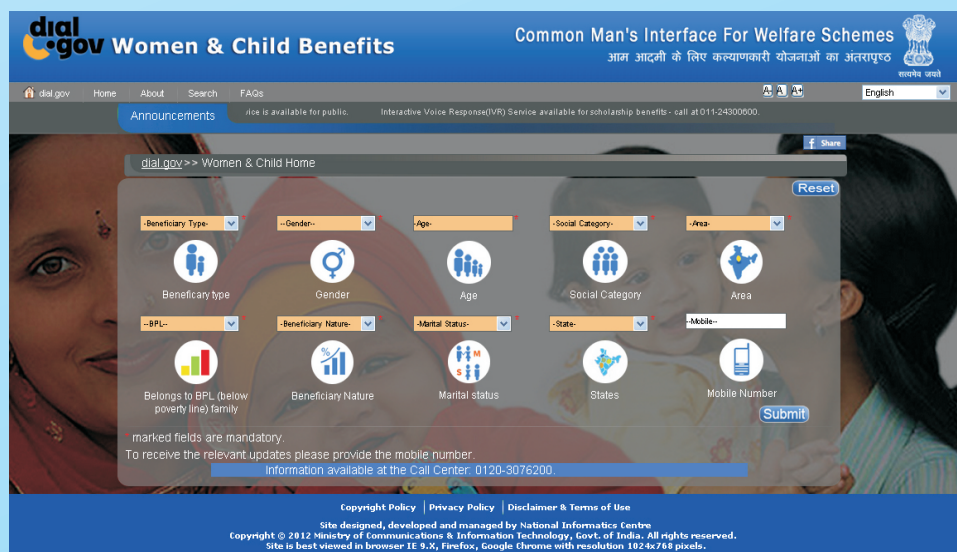 dial
.gov Women & Child Benefits
Common Man's Interface For Welfare Schemes
आम आदमी के लिए कल्याणकारी योजनाओं का अंतरापृष्ठ
सत्यमेव जयते
dial.gov Home About Search FAQs A- A A+ English
Announcements vice is available for public. Interactive Voice Response(IVR) Service available for scholarship benefits - call at 011-24300600.
f Share
dial.gov >> Women & Child Home
Reset
-Beneficiary Type- * --Gender-- * -Age- * -Social Category- * -Area- *
Beneficary type Gender Age Social Category Area
--BPL-- * -Beneficiary Nature- * -Marital Status- * -State- * --Mobile--
% M
S
Belongs to BPL (below
poverty line) family
Beneficiary Nature Marital status States Mobile Number
Submit
* marked fields are mandatory.
To receive the relevant updates please provide the mobile number.
Information available at the Call Center: 0120-3076200.
Copyright Policy | Privacy Policy | Disclaimer & Terms of Use
Site designed, developed and managed by National Informatics Centre
Copyright © 2012 Ministry of Communications & Information Technology, Govt. of India. All rights reserved.
Site is best viewed in browser IE 9.X, Firefox, Google Chrome with resolution 1024x768 pixels.